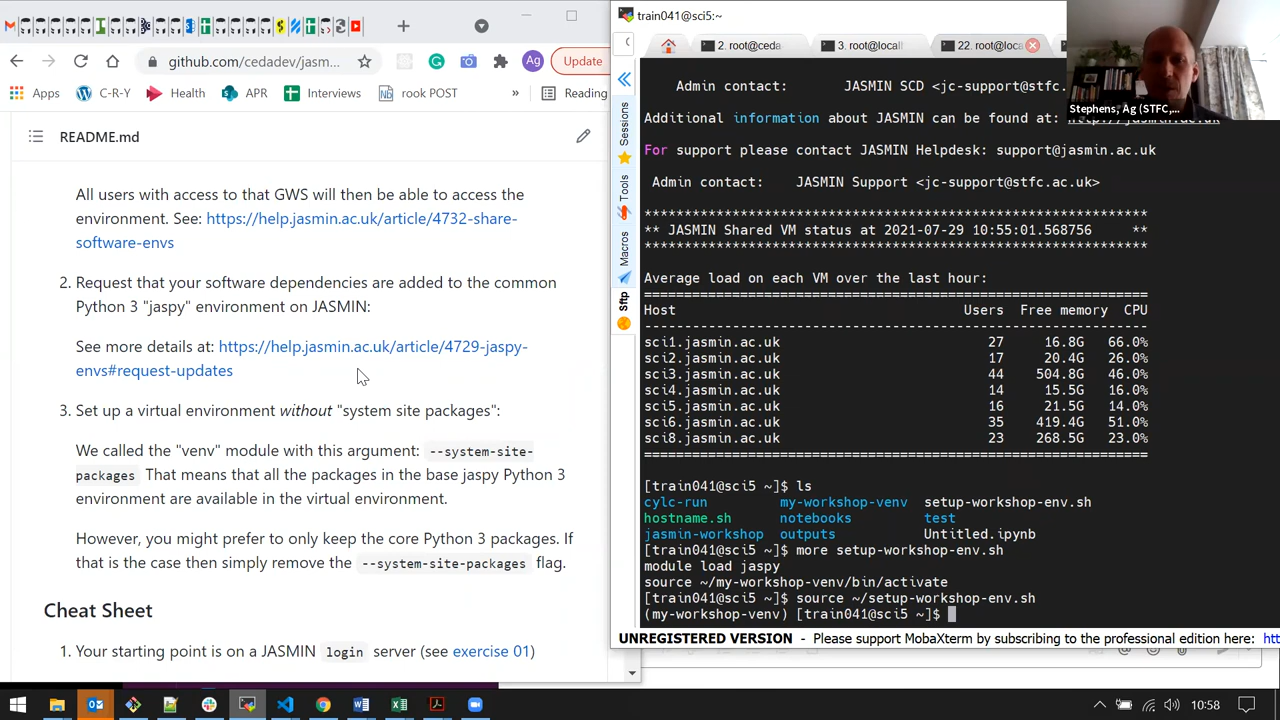 train041@sci5:~
2. root@ceda
3. root@locall
22. root@loca
github.com/cedadev/jasm...
Ag
Update
Apps
C-R-Y
Health
APR
Interviews
rook POST
»
Reading
README.md
All users with access to that GWS will then be able to access the
environment. See: https://help.jasmin.ac.uk/article/4732-share-
software-envs
2. Request that your software dependencies are added to the common
Python 3 "jaspy" environment on JASMIN:
See more details at: https://help.jasmin.ac.uk/article/4729-jaspy-
envs#request-updates
3. Set up a virtual environment without "system site packages":
We called the "venv" module with this argument: --system-site-
packages That means that all the packages in the base jaspy Python 3
environment are available in the virtual environment.
However, you might prefer to only keep the core Python 3 packages. If
that is the case then simply remove the --system-site-packages flag.
Cheat Sheet
1. Your starting point is on a JASMIN login server (see exercise 01)
Sessions
Tools
Macros
Sftp
Admin contact: JASMIN SCD <jc-support@stfc.
Additional information about JASMIN can be found at:
For support please contact JASMIN Helpdesk: support@jasmin.ac.uk
Admin contact: JASMIN Support <jc-support@stfc.ac.uk>
***************************************************************
** JASMIN Shared VM status at 2021-07-29 10:55:01.568756 **
***************************************************************
Average load on each VM over the last hour:
===============================================================
Host Users Free memory CPU
---------------------------------------------------------------
sci1.jasmin.ac.uk 27 16.8G 66.0%
sci2.jasmin.ac.uk 17 20.4G 26.0%
sci3.jasmin.ac.uk 44 504.8G 46.0%
sci4.jasmin.ac.uk 14 15.5G 16.0%
sci5.jasmin.ac.uk 16 21.5G 14.0%
sci6.jasmin.ac.uk 35 419.4G 51.0%
sci8.jasmin.ac.uk 23 268.5G 23.0%
===============================================================
[train041@sci5 ~]$ ls
cylc-run my-workshop-venv setup-workshop-env.sh
hostname.sh notebooks test
jasmin-workshop outputs Untitled.ipynb
[train041@sci5 ~]$ more setup-workshop-env.sh
module load jaspy
source ~/my-workshop-venv/bin/activate
[train041@sci5 ~]$ source ~/setup-workshop-env.sh
(my-workshop-venv) [train041@sci5 ~]$
UNREGISTERED VERSION - Please support MobaXterm by subscribing to the professional edition here: htt
Stephens, Ag (STFC,...
10:58